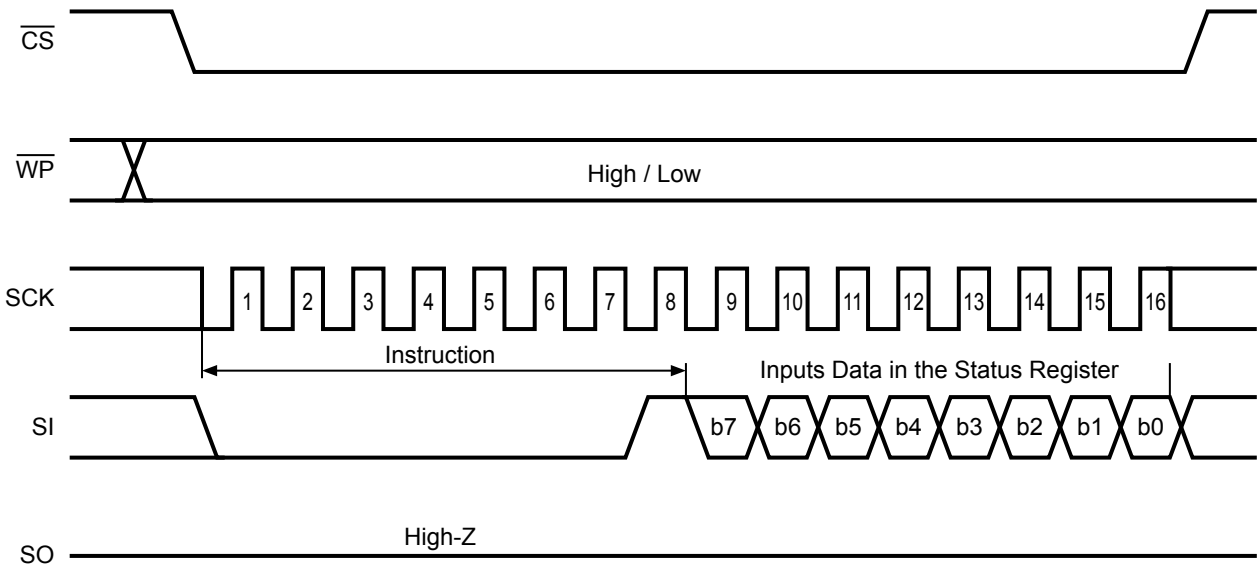 CS
WP
High / Low
SCK
1 2 3 4 5 6 7 8 9 10 11 12 13 14 15 16
Instruction
Inputs Data in the Status Register
SI
b7 b6 b5 b4 b3 b2 b1 b0
High-Z
SO